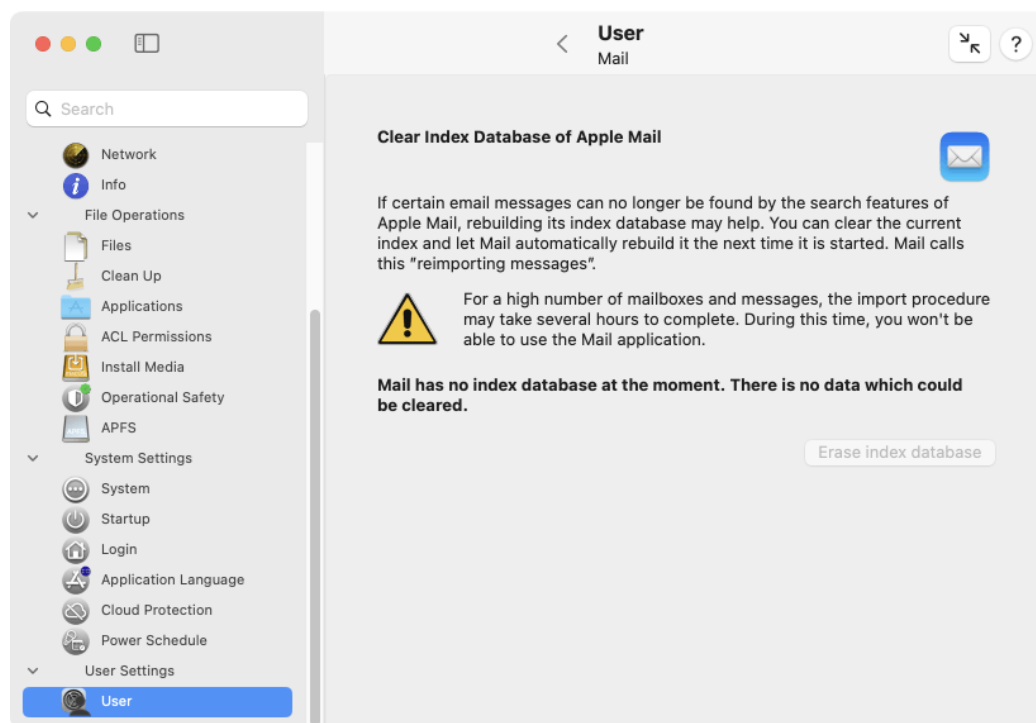 User
Mail
?
Search
Network
Info
File Operations
Files
Clean Up
Applications
ACL Permissions
Install Media
Operational Safety
APFS
System Settings
System
Startup
Login
Application Language
Cloud Protection
Power Schedule
User Settings
User
Clear Index Database of Apple Mail
If certain email messages can no longer be found by the search features of
Apple Mail, rebuilding its index database may help. You can clear the current
index and let Mail automatically rebuild it the next time it is started. Mail calls
this "reimporting messages".
For a high number of mailboxes and messages, the import procedure
may take several hours to complete. During this time, you won't be
able to use the Mail application.
Mail has no index database at the moment. There is no data which could
be cleared.
Erase index database